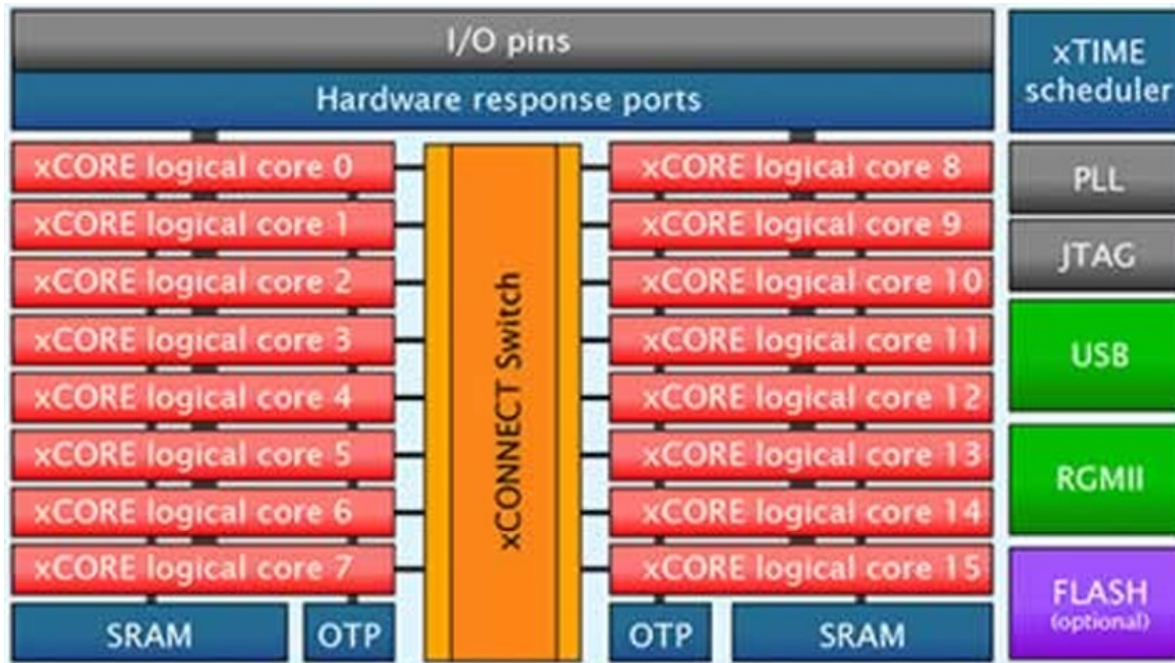 I/O pins
Hardware response ports
xTIME
scheduler
xCORE logical core 0
xCORE logical core 1
xCORE logical core 2
xCORE logical core 3
xCORE logical core 4
xCORE logical core 5
xCORE logical core 6
xCORE logical core 7
SRAM
OTP
xCONNECT Switch
xCORE logical core 8
xCORE logical core 9
xCORE logical core 10
xCORE logical core 11
xCORE logical core 12
xCORE logical core 13
xCORE logical core 14
xCORE logical core 15
OTP
SRAM
PLL
JTAG
USB
RGMII
FLASH
(optional)